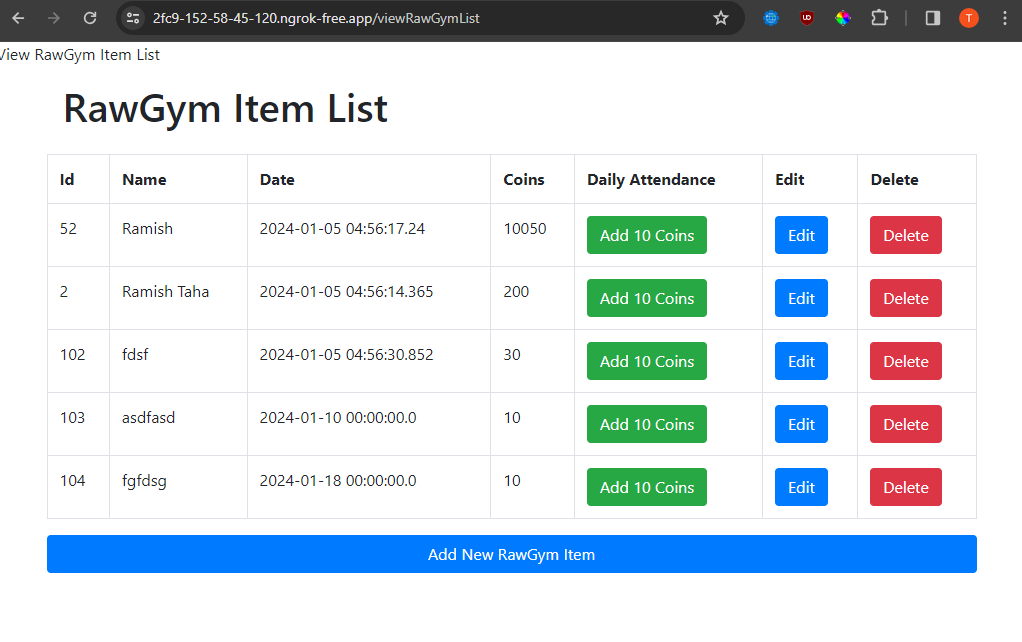 2fc9-152-58-45-120.ngrok-free.app/viewRawGymList
UD
T
View RawGym Item List
RawGym Item List
Id Name Date Coins Daily Attendance Edit Delete
52 Ramish 2024-01-05 04:56:17.24 10050 Add 10 Coins Edit Delete
2 Ramish Taha 2024-01-05 04:56:14.365 200 Add 10 Coins Edit Delete
102 fdsf 2024-01-05 04:56:30.852 30 Add 10 Coins Edit Delete
103 asdfasd 2024-01-10 00:00:00.0 10 Add 10 Coins Edit Delete
104 fgfdsg 2024-01-18 00:00:00.0 10 Add 10 Coins Edit Delete
Add New RawGym Item